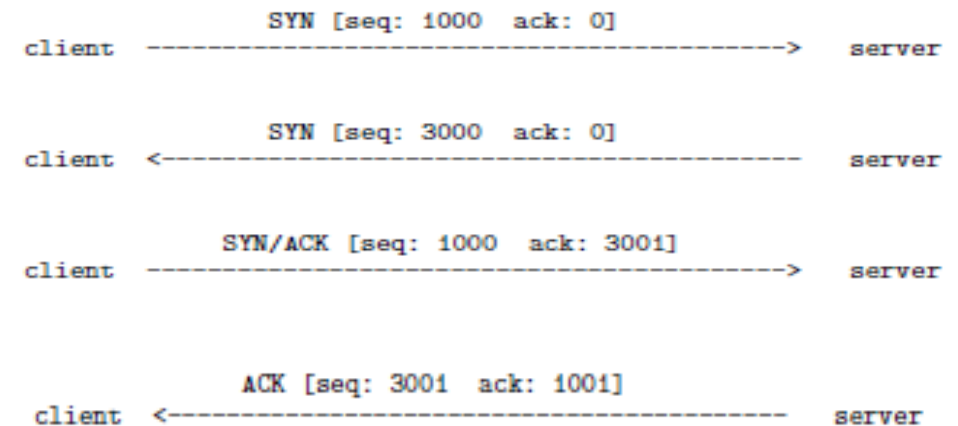 SYN [seq: 1000 ack: 0]
client -------------------------------------------> server
SYN [seq: 3000 ack: 0]
client <------------------------------------------- server
SYN/ACK [seq: 1000 ack: 3001]
client -------------------------------------------> server
ACK [seq: 3001 ack: 1001]
client <------------------------------------------ server